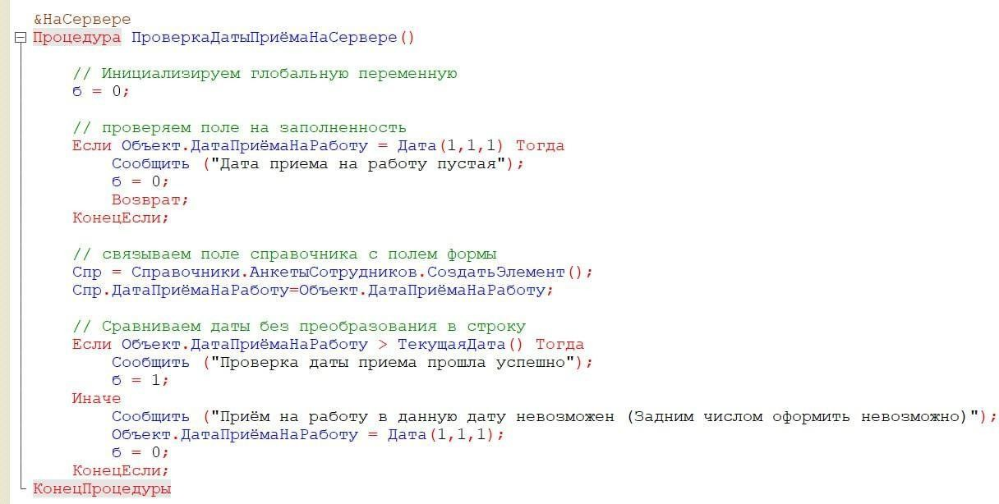 &НаСервере
Процедура ПроверкаДатыПриёмаНаСервере()
// Инициализируем глобальную переменную
б = 0;
// проверяем поле на заполненность
Если Объект.ДатаПриёмаНаРаботу = Дата(1,1,1) Тогда
Сообщить ("Дата приема на работу пустая");
б = 0;
Возврат;
КонецЕсли;
// связываем поле справочника с полем формы
Спр = Справочники.АнкетыСотрудников.СоздатьЭлемент();
Спр.ДатаПриёмаНаРаботу=Объект.ДатаПриёмаНаРаботу;
// Сравниваем даты без преобразования в строку
Если Объект.ДатаПриёмаНаРаботу > ТекущаяДата() Тогда
Сообщить ("Проверка даты приема прошла успешно");
б = 1;
Иначе
Сообщить ("Приём на работу в данную дату невозможен (Задним числом оформить невозможно)");
Объект.ДатаПриёмаНаРаботу = Дата(1,1,1);
б = 0;
КонецЕсли;
КонецПроцедуры